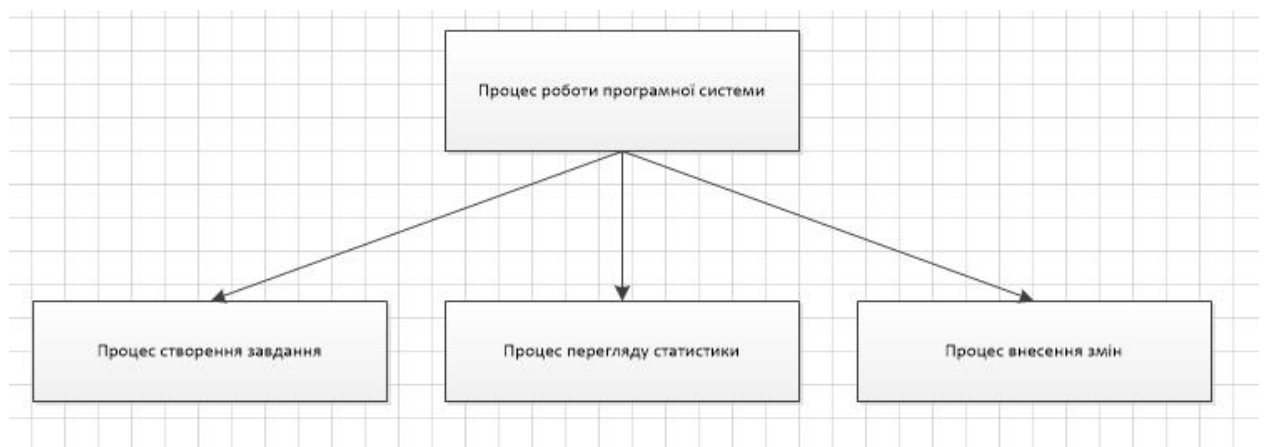 Процес роботи програмної системи
Процес створення завдання
Процес перегляду статистики
Процес внесення змін